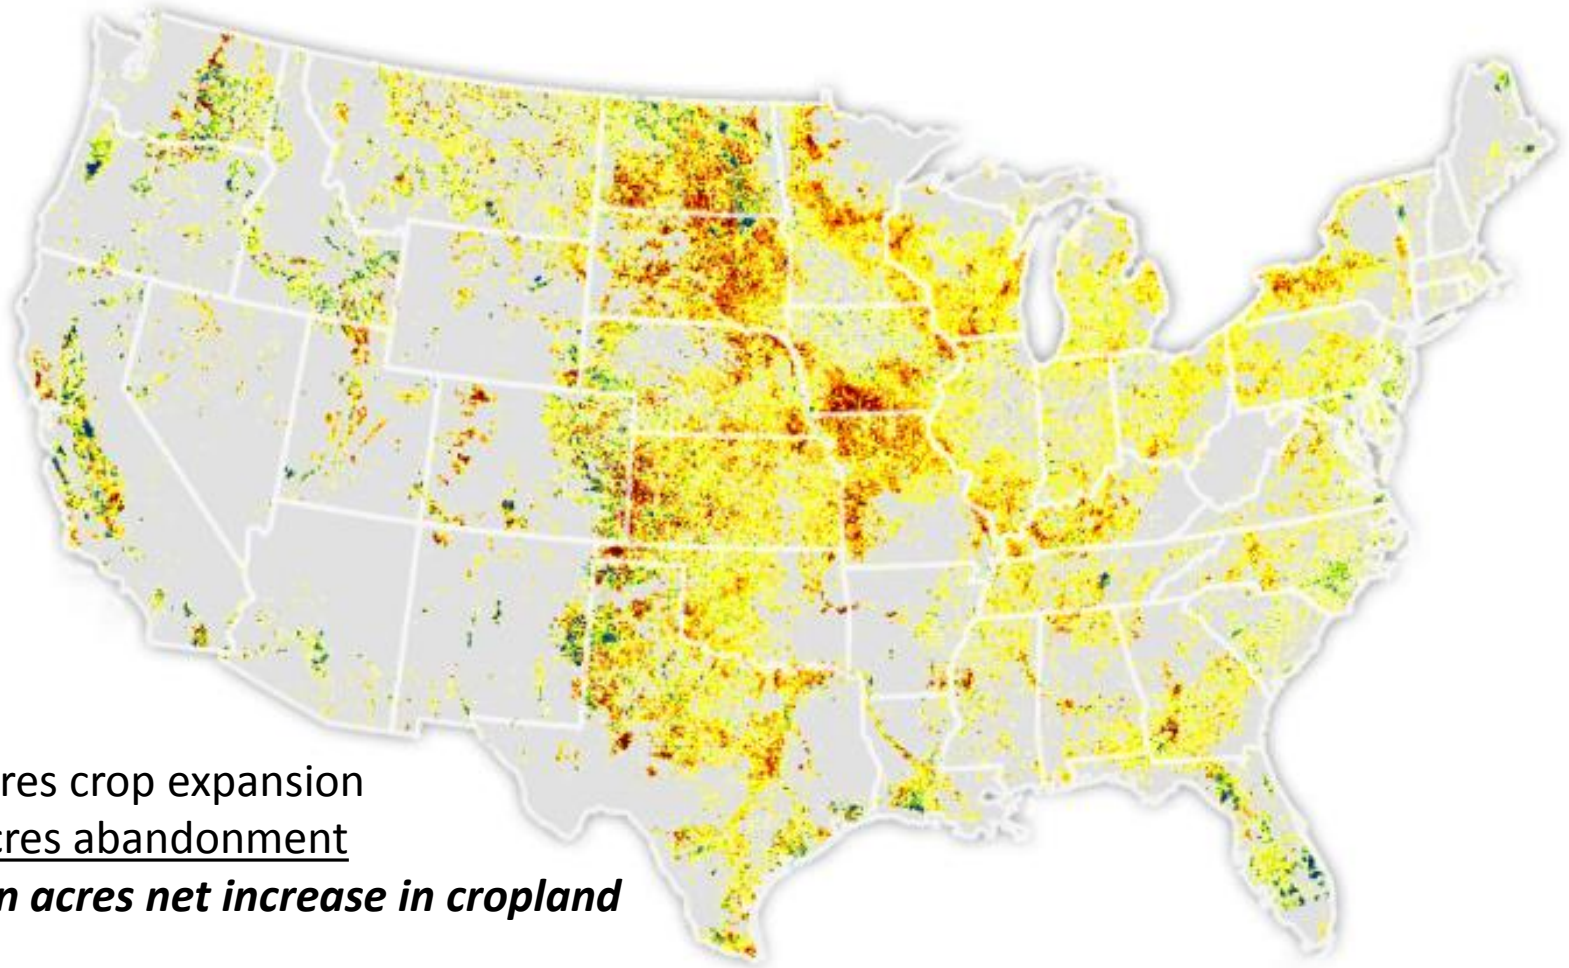 res crop expansion
cres abandonment
n acres net increase in cropland